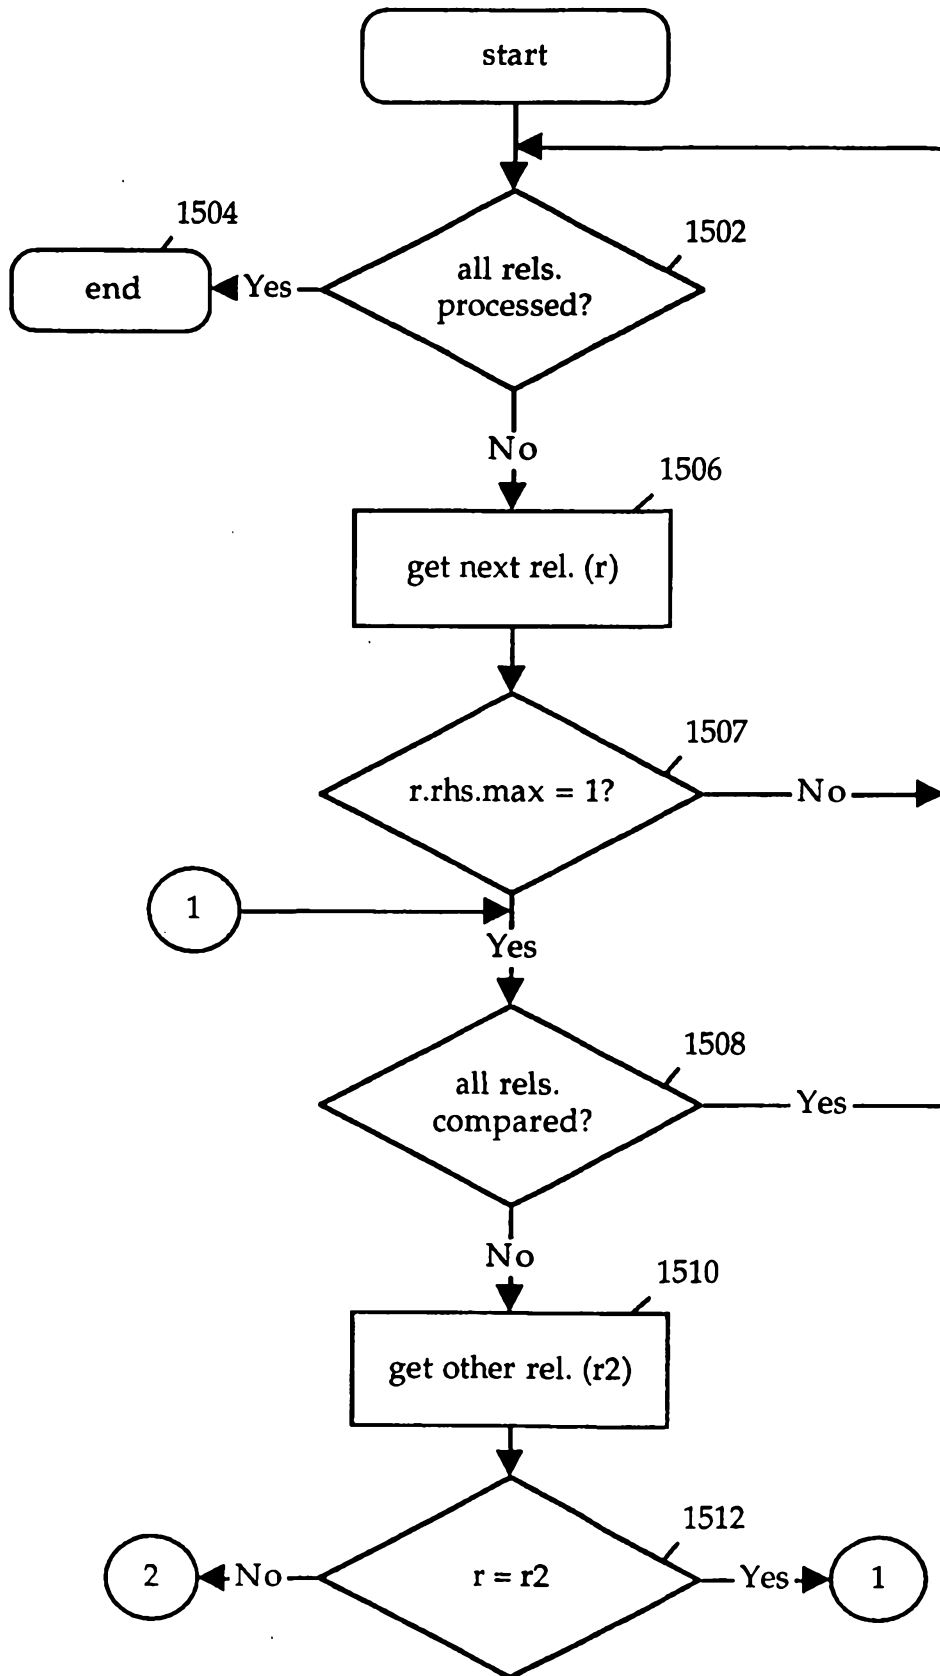 start
1504
1502
end
Yes
all rels.
processed?
No
1506
get next rel. (r)
1507
r.rhs.max = 1?
No
1
Yes
1508
all rels.
compared?
Yes
No
1510
get other rel. (r2)
1512
2
No
r = r2
Yes
1